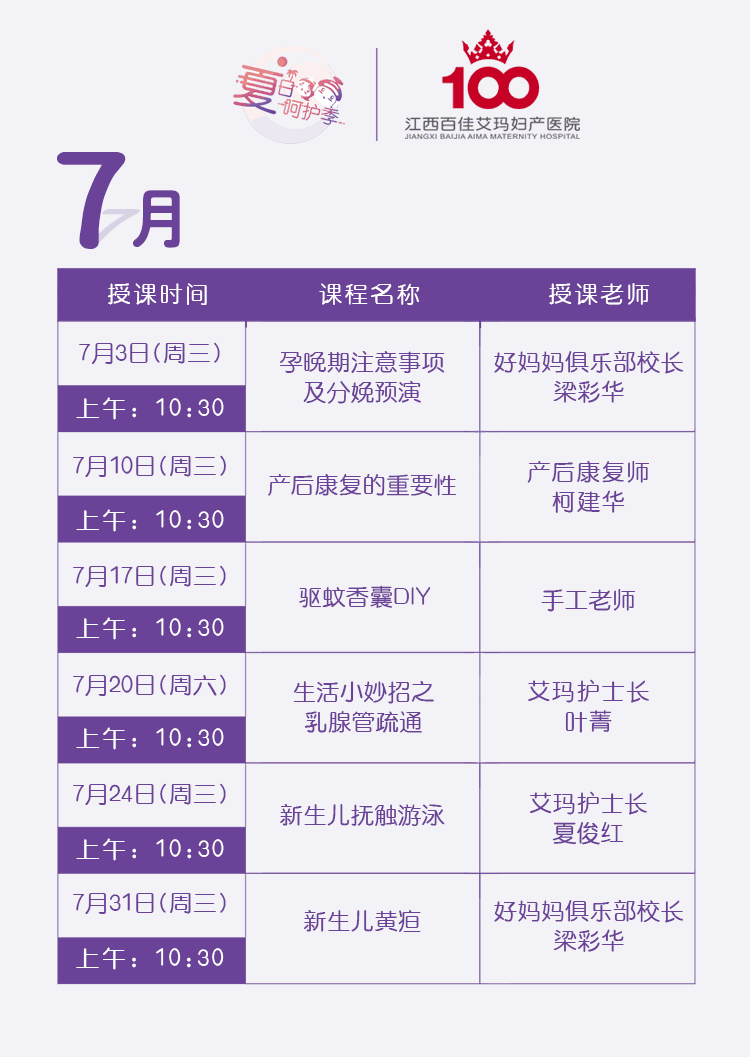 夏日
呵护季
100
江西百佳艾玛妇产医院
JIANGXI BAIJIA AIMA MATERNITY HOSPITAL
7月
授课时间 课程名称 授课老师
7月3日(周三)
上午：10:30
孕晚期注意事项
及分娩预演
好妈妈俱乐部校长
梁彩华
7月10日(周三)
上午：10:30
产后康复的重要性
产后康复师
柯建华
7月17日(周三)
上午：10:30
驱蚊香囊DIY
手工老师
7月20日(周六)
上午：10:30
生活小妙招之
乳腺管疏通
艾玛护士长
叶菁
7月24日(周三)
上午：10:30
新生儿抚触游泳
艾玛护士长
夏俊红
7月31日(周三)
上午：10:30
新生儿黄疸
好妈妈俱乐部校长
梁彩华